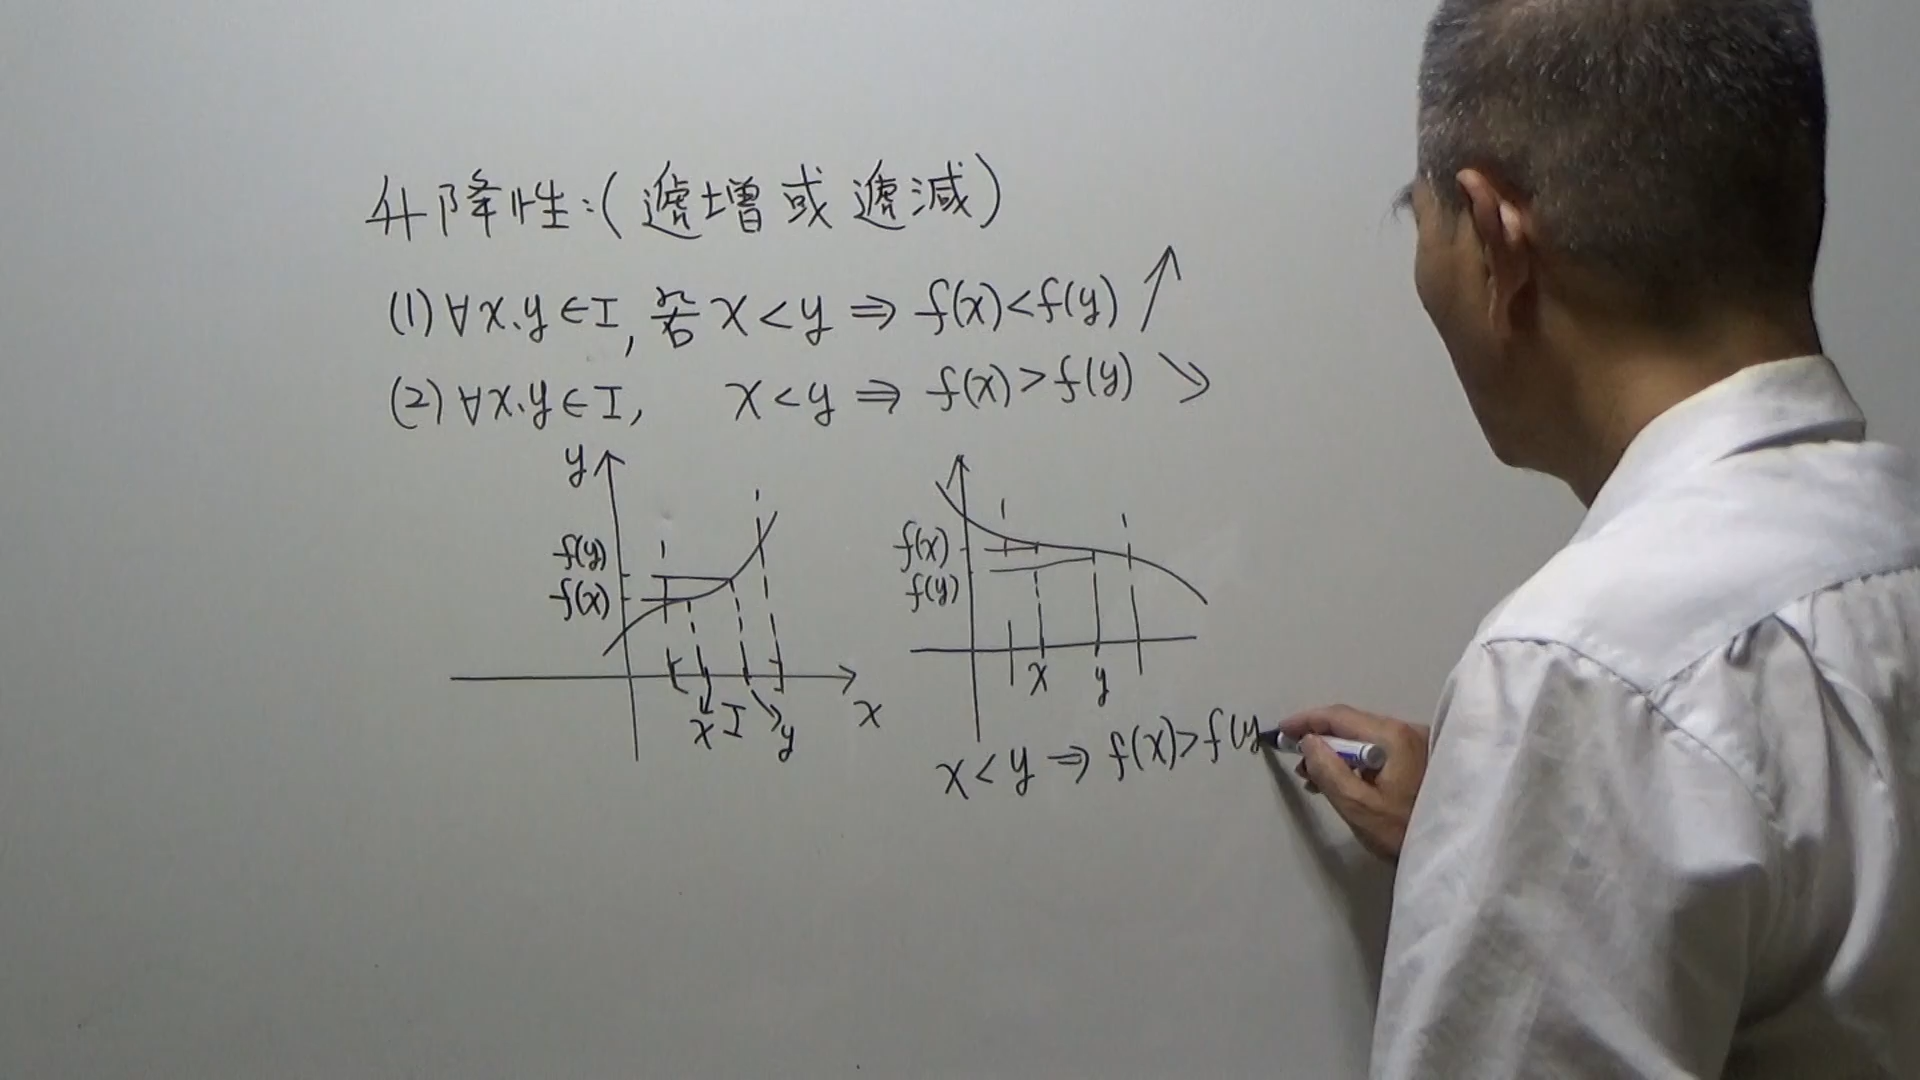 升降性:(遞增或遞減)
(1) ∀x.y∈I, 若 x<y ⇒ f(x)<f(y) ↗
(2) ∀x.y∈I, x<y ⇒ f(x)>f(y) ↘
y
f(y)
f(x)
x I y
x
f(x)
f(y)
x y
x<y ⇒ f(x)>f(y